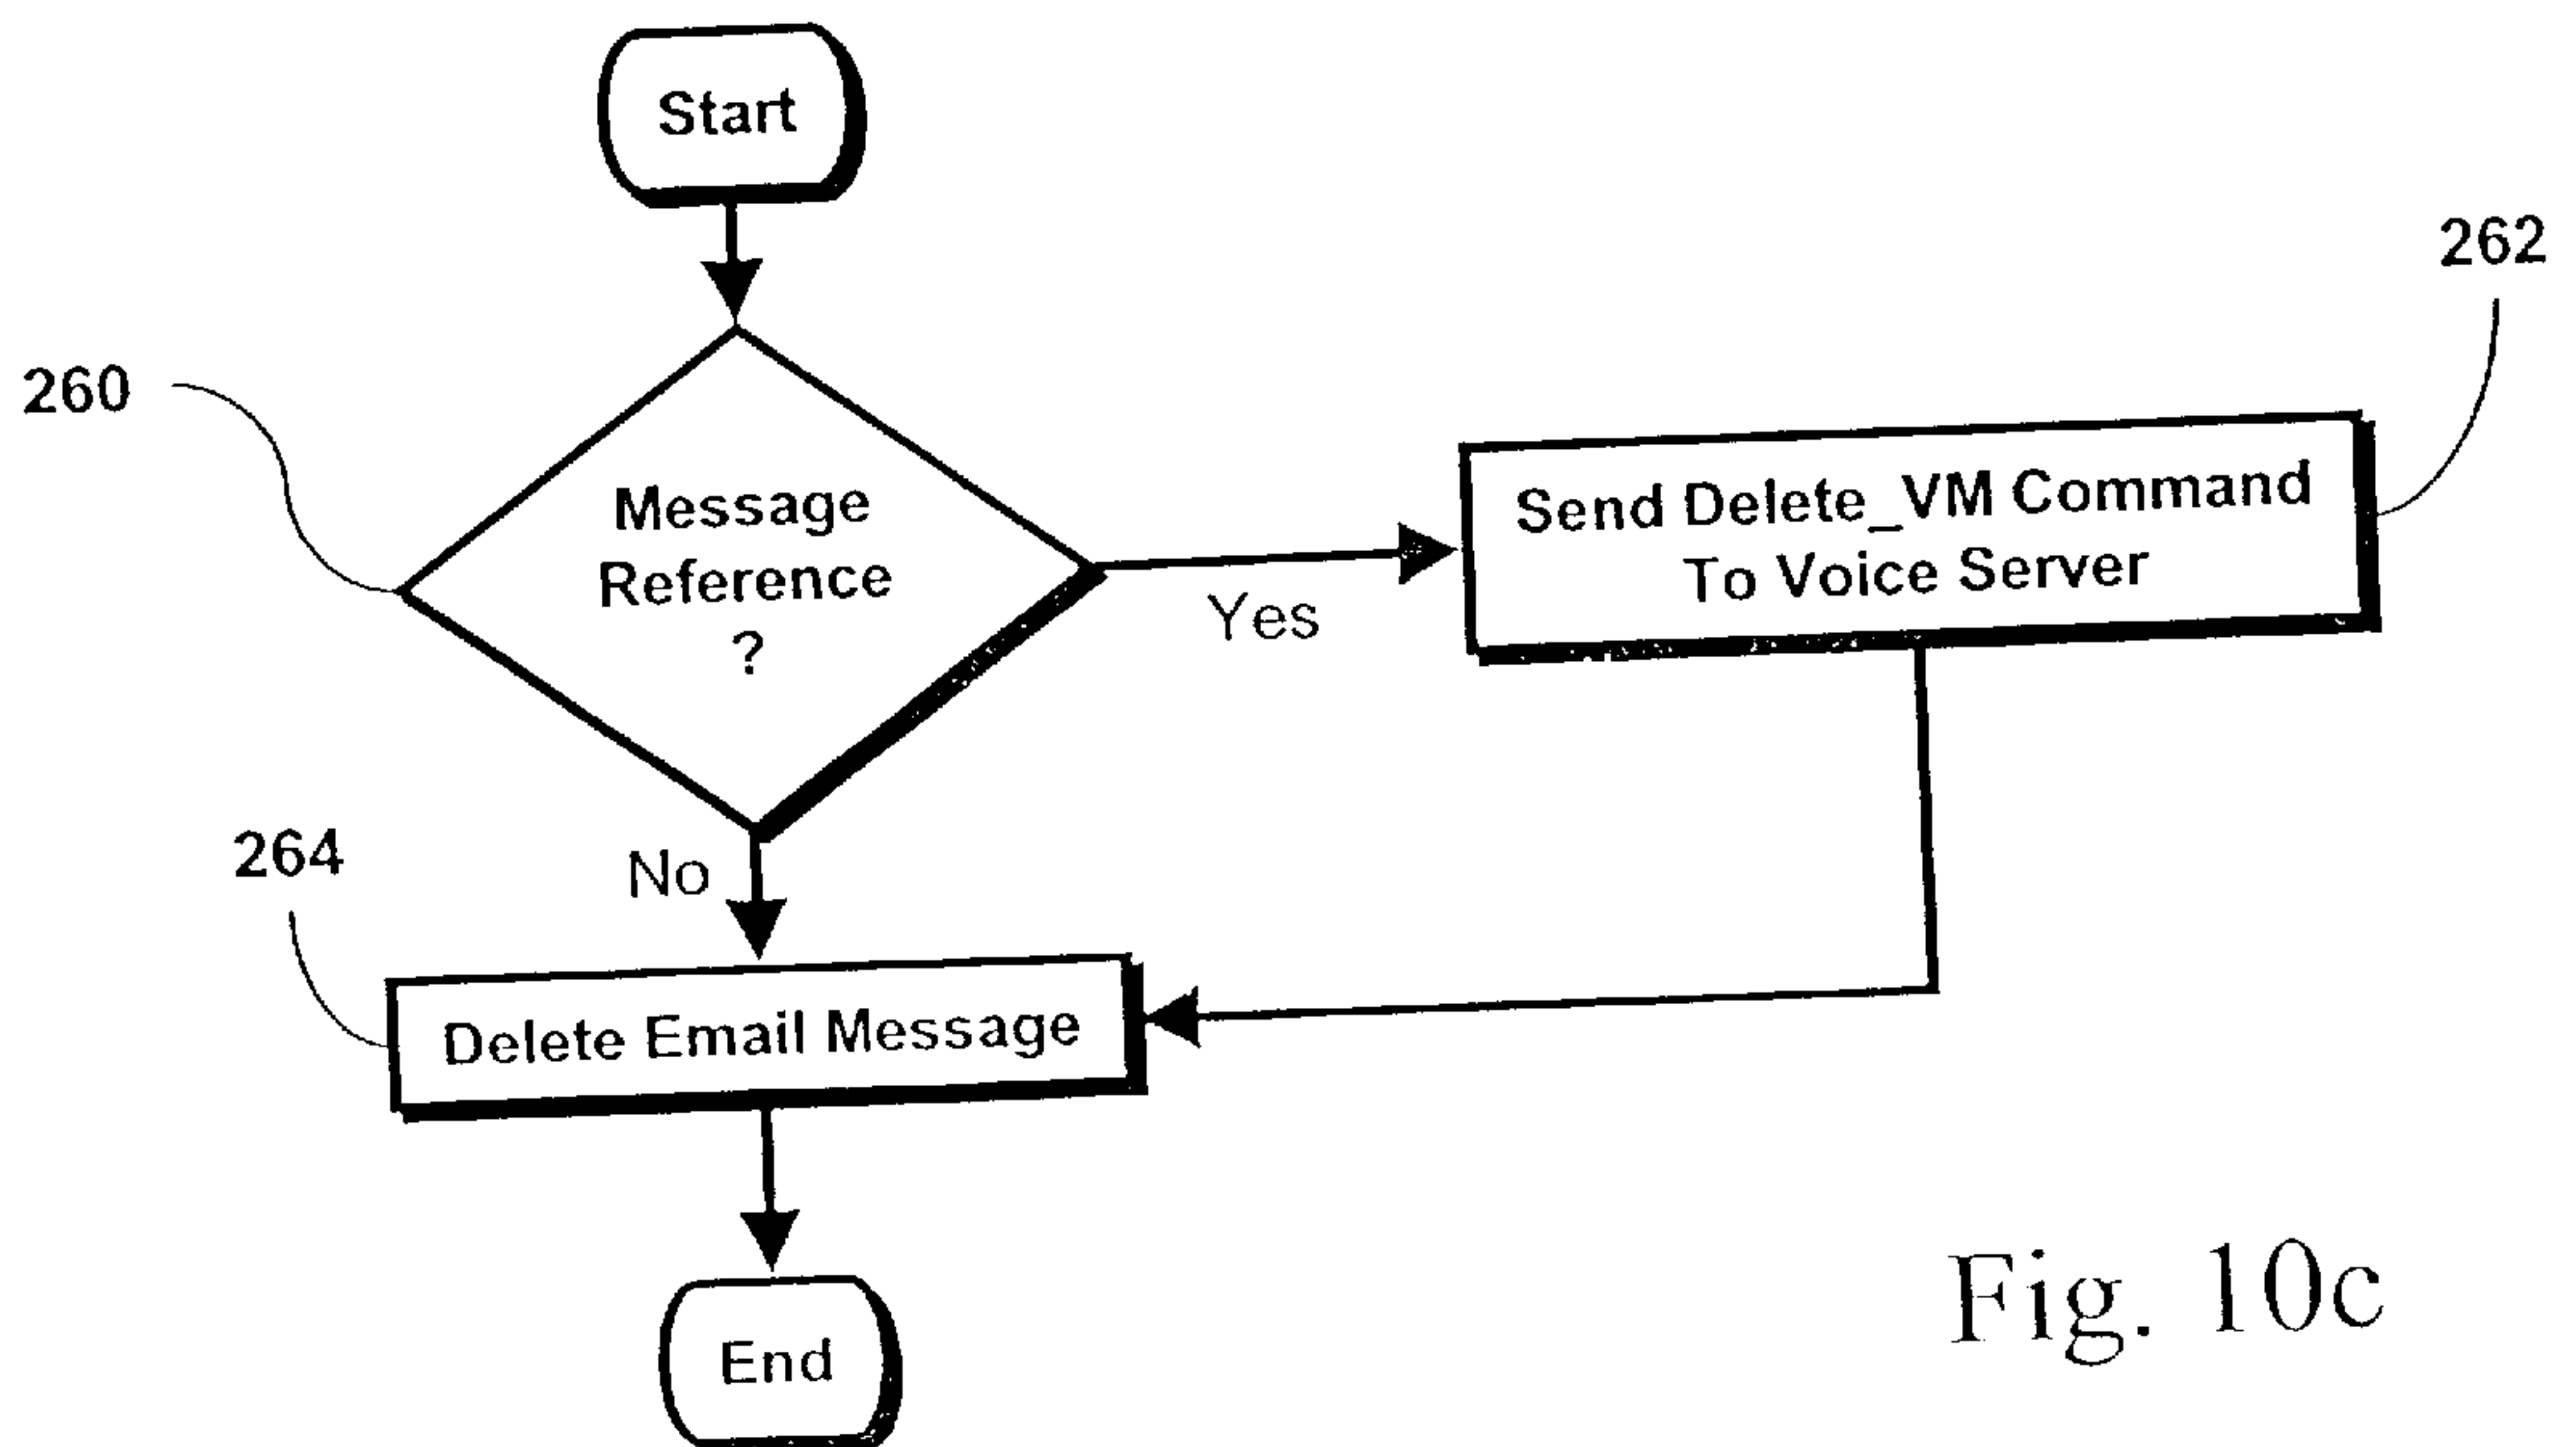 Start
262
260
Send Delete_VM Command
To Voice Server
Message
Reference
?
Yes
No
264
Delete Email Message
End
Fig. 10c